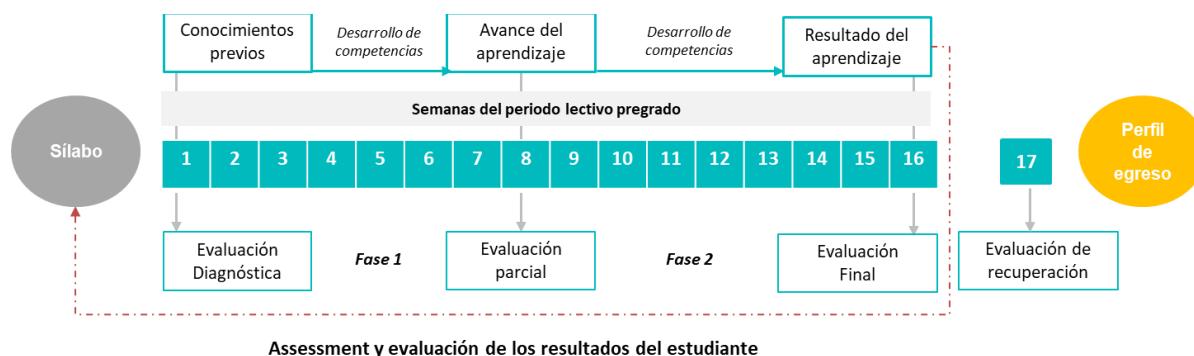 Conocimientos
previos
Desarrollo de
competencias
Avance del
aprendizaje
Desarrollo de
competencias
Resultado del
aprendizaje
Semanas del periodo lectivo pregrado
Sílabo
1 2 3 4 5 6 7 8 9 10 11 12 13 14 15 16
17
Perfil
de
egreso
Evaluación
Diagnóstica
Fase 1
Evaluación
parcial
Fase 2
Evaluación
Final
Evaluación de
recuperación
Assessment y evaluación de los resultados del estudiante